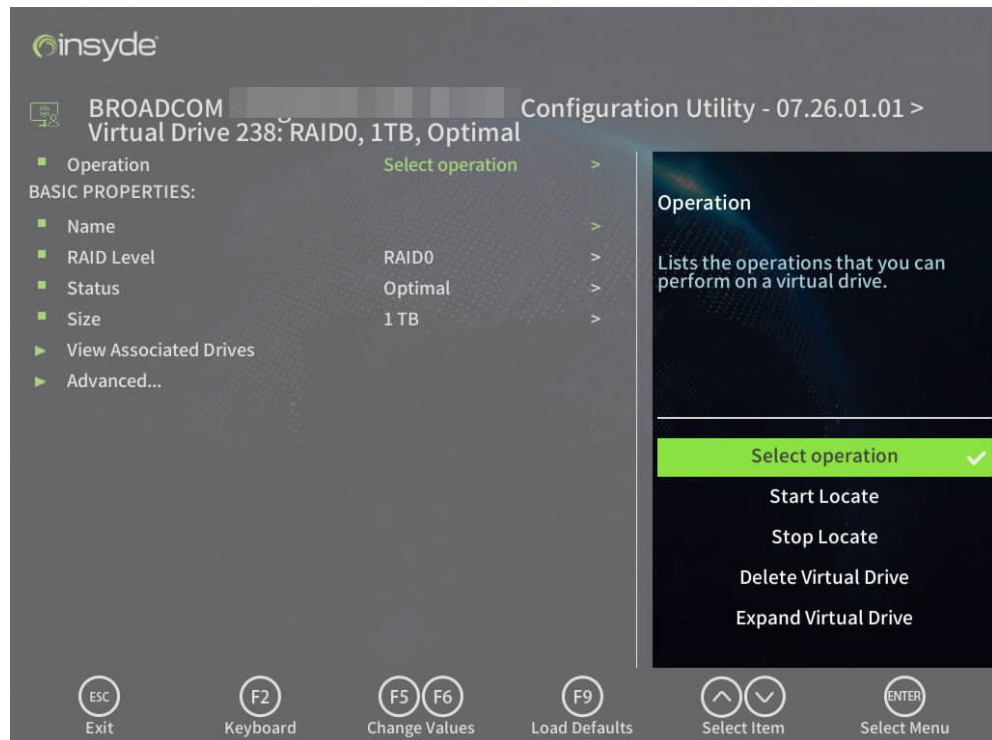 insyde
BROADCOM Configuration Utility - 07.26.01.01 >
Virtual Drive 238: RAID0, 1TB, Optimal
Operation Select operation >
BASIC PROPERTIES:
Name >
RAID Level RAID0 >
Status Optimal >
Size 1 TB >
View Associated Drives
Advanced...
Operation
Lists the operations that you can
perform on a virtual drive.
Select operation
Start Locate
Stop Locate
Delete Virtual Drive
Expand Virtual Drive
ESC F2 F5 F6 F9 ENTER
Exit Keyboard Change Values Load Defaults Select Item Select Menu